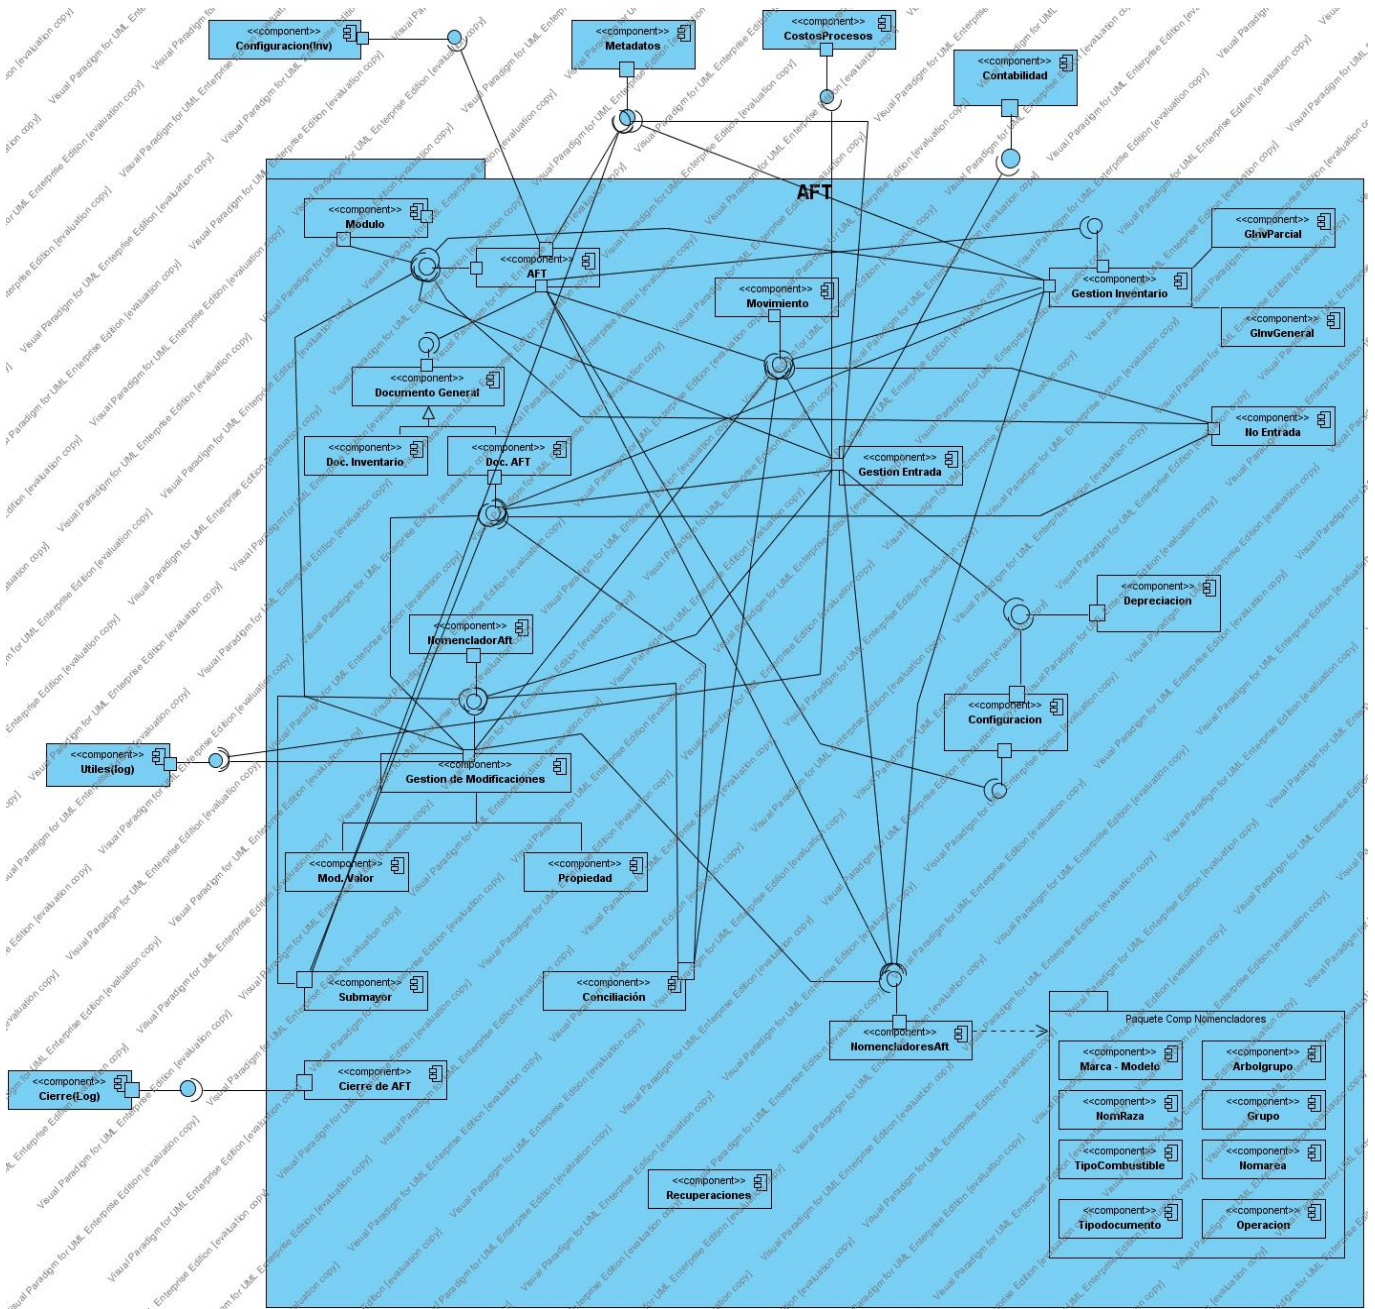 <<component>>
Configuracion(Inv)
<<component>>
Metadatos
<<component>>
CostosProcesos
<<component>>
Contabilidad
AFT
<<component>>
Modulo
<<component>>
AFT
<<component>>
Movimiento
<<component>>
Gestion Inventario
<<component>>
GInvParcial
<<component>>
GInvGeneral
<<component>>
Documento General
<<component>>
Doc. Inventario
<<component>>
Doc. AFT
<<component>>
Gestion Entrada
<<component>>
No Entrada
<<component>>
Depreciacion
<<component>>
NomencladorAft
<<component>>
Configuracion
<<component>>
Utiles(log)
<<component>>
Gestion de Modificaciones
<<component>>
Mod. Valor
<<component>>
Propiedad
<<component>>
Submayor
<<component>>
Conciliación
<<component>>
NomencladoresAft
<<component>>
Cierre(Log)
<<component>>
Cierre de AFT
<<component>>
Recuperaciones
Paquete Comp Nomencladores
<<component>>
Marca - Modelo
<<component>>
Arbolgrupo
<<component>>
NomRaza
<<component>>
Grupo
<<component>>
TipoCombustible
<<component>>
Nomarea
<<component>>
Tipodocumento
<<component>>
Operacion
Visual Paradigm for UML Enterprise Edition [evaluation copy]